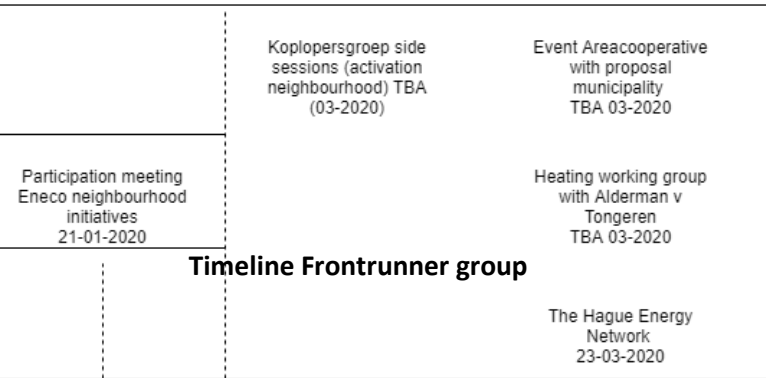 Koplopersgroep side
sessions (activation
neighbourhood) TBA
(03-2020)
Event Areacooperative
with proposal
municipality
TBA 03-2020
Participation meeting
Eneco neighbourhood
initiatives
21-01-2020
Heating working group
with Alderman v
Tongeren
TBA 03-2020
Timeline Frontrunner group
The Hague Energy
Network
23-03-2020